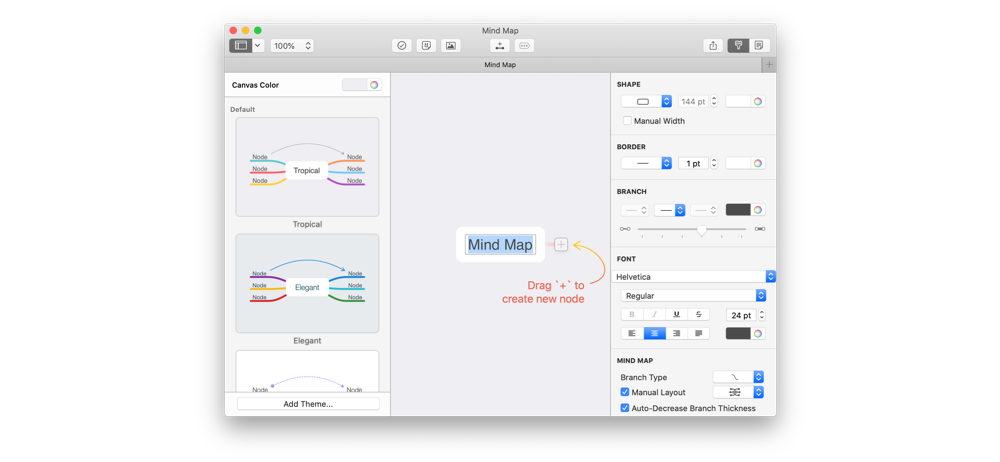 Mind Map
100%
Mind Map
Canvas Color
Default
Node
Node
Node
Tropical
Node
Node
Node
Tropical
Node
Node
Node
Elegant
Node
Node
Node
Elegant
Node
Node
Add Theme...
Mind Map
Drag `+` to
create new node
SHAPE
144 pt
Manual Width
BORDER
1 pt
BRANCH
FONT
Helvetica
Regular
B I U S
24 pt
MIND MAP
Branch Type
Manual Layout
Auto-Decrease Branch Thickness